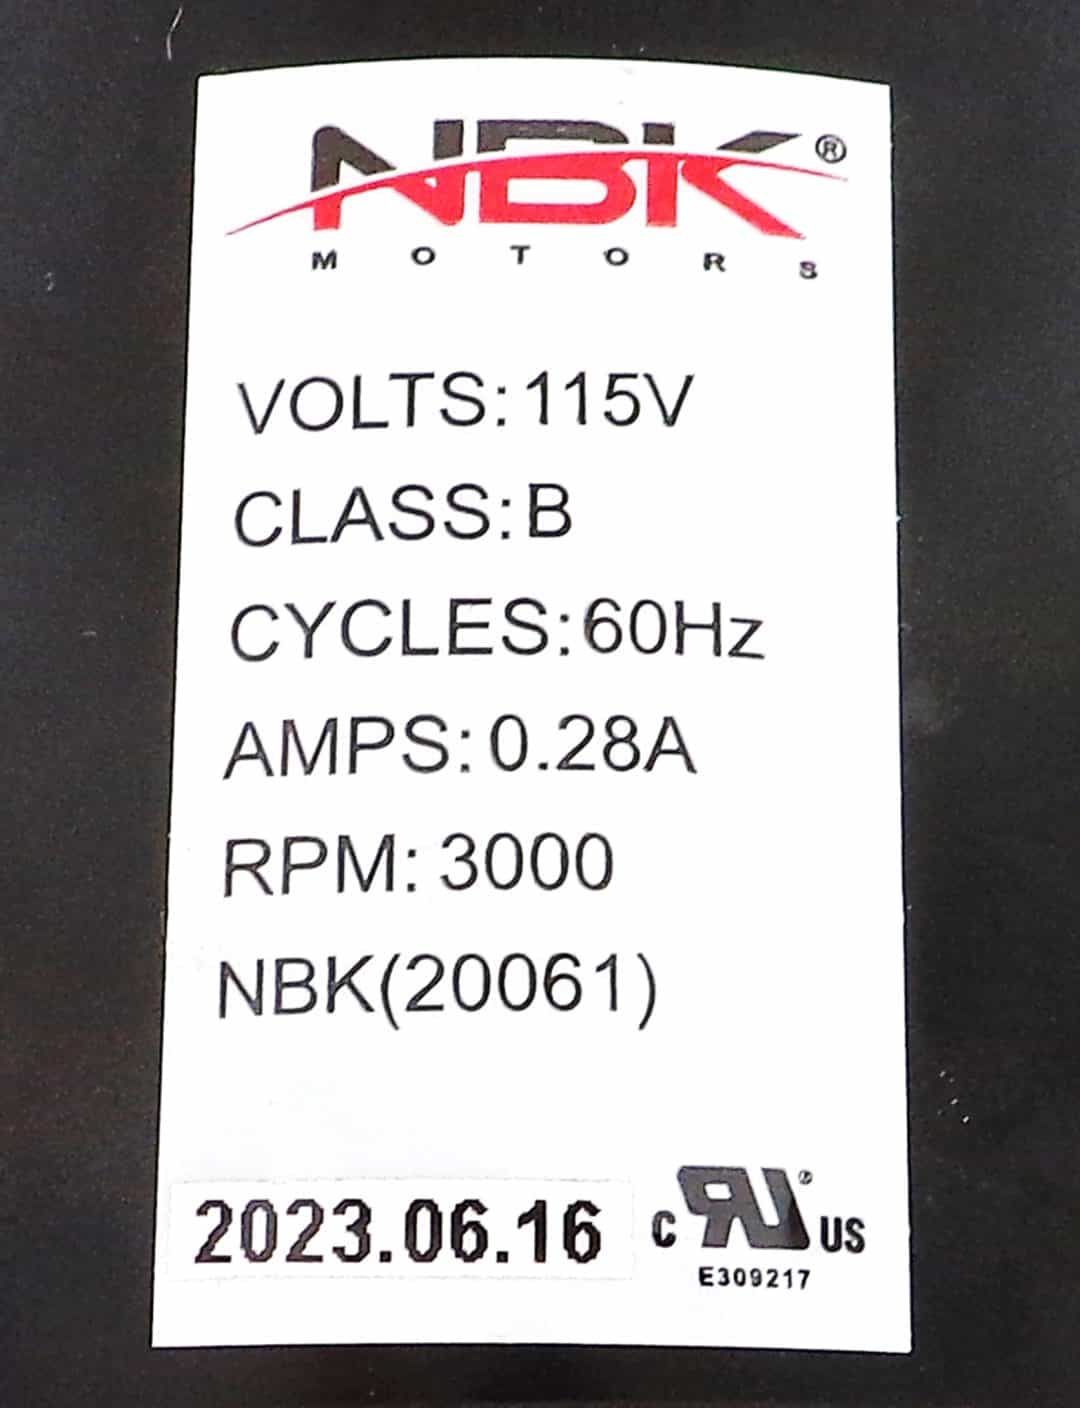 NBK®
MOTORS
VOLTS: 115V
CLASS: B
CYCLES: 60Hz
AMPS: 0.28A
RPM: 3000
NBK(20061)
2023.06.16
C RU® US
E309217